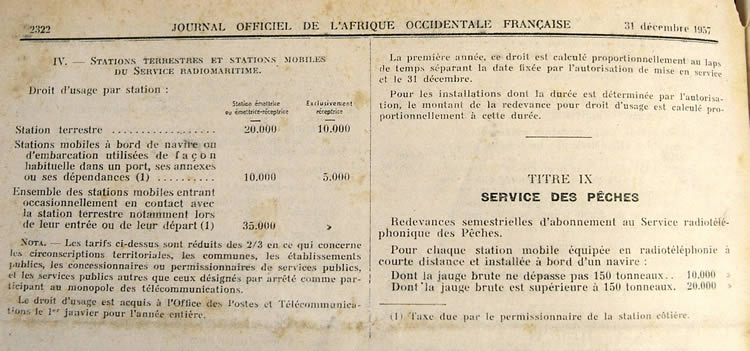 2322
JOURNAL OFFICIEL DE L'AFRIQUE OCCIDENTALE FRANÇAISE
31 décembre 1957
IV. — STATIONS TERRESTRES ET STATIONS MOBILES
DU SERVICE RADIOMARITIME.
Droit d'usage par station :
Station émettrice Exclusivement
ou émettrice-réceptrice réceptrice
Station terrestre .................. 20.000 10.000
Stations mobiles à bord de navire ou
d'embarcation utilisées de façon
habituelle dans un port, ses annexes
ou ses dépendances (1) .......... 10.000 5.000
Ensemble des stations mobiles entrant
occasionnellement en contact avec
la station terrestre notamment lors
de leur entrée ou de leur départ (1) 35.000 »
NOTA. — Les tarifs ci-dessus sont réduits des 2/3 en ce qui concerne
les circonscriptions territoriales, les communes, les établissements
publics, les concessionnaires ou permissionnaires de services publics,
et les services publics autres que ceux désignés par arrêté comme par-
ticipant au monopole des télécommunications.
Le droit d'usage est acquis à l'Office des Postes et Télécommunica-
tions le 1er janvier pour l'année entière.
La première année, ce droit est calculé proportionnellement au laps
de temps séparant la date fixée par l'autorisation de mise en service
et le 31 décembre.
Pour les installations dont la durée est déterminée par l'autorisa-
tion, le montant de la redevance pour droit d'usage est calculé pro-
portionnellement à cette durée.
TITRE IX
SERVICE DES PÊCHES
Redevances semestrielles d'abonnement au Service radiotélé-
phonique des Pêches.
Pour chaque station mobile équipée en radiotéléphonie à
courte distance et installée à bord d'un navire :
Dont la jauge brute ne dépasse pas 150 tonneaux.. 10.000 »
Dont la jauge brute est supérieure à 150 tonneaux. 20.000 »
(1) Taxe due par le permissionnaire de la station côtière.